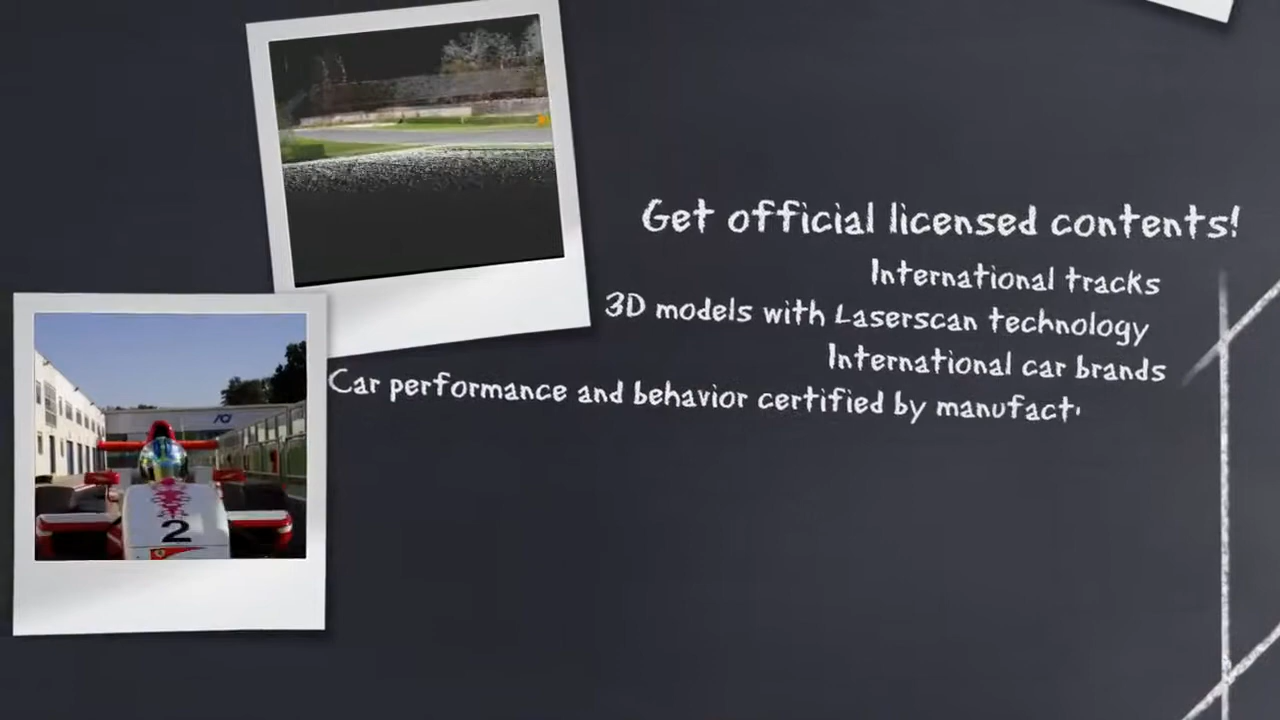 Get official licensed contents!
International tracks
3D models with Laserscan technology
International car brands
Car performance and behavior certified by manufact
2